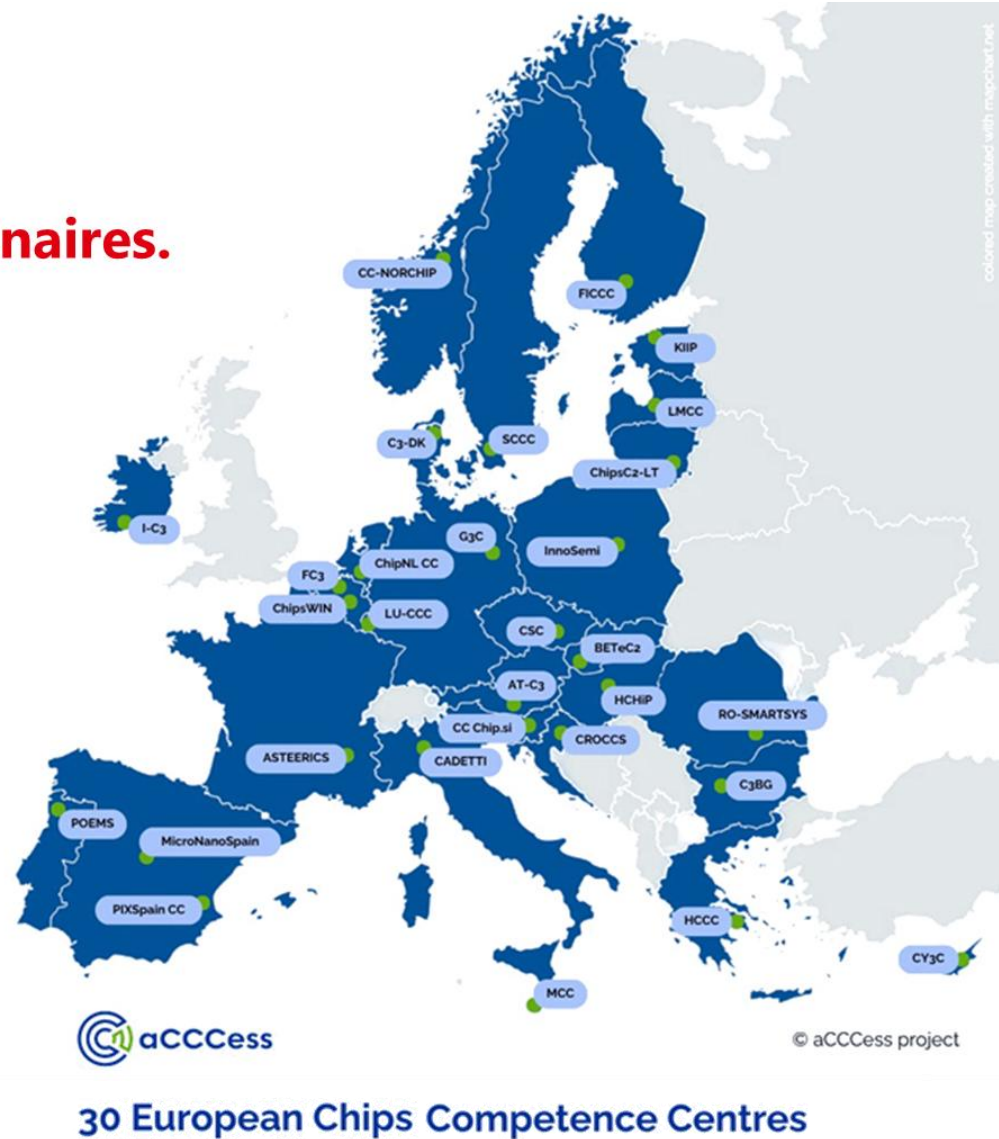 colored map created with mapchart.net
naires.
CC-NORCHIP
FICCC
KIIP
LMCC
C3-DK
SCCC
ChipsC2-LT
I-C3
G3C
InnoSemi
ChipNL CC
FC3
ChipsWIN
LU-CCC
CSC
BETeC2
AT-C3
HCHiP
RO-SMARTSYS
CC Chip.si
CROCCS
ASTEERICS
CADETTI
C3BG
POEMS
MicroNanoSpain
PIXSpain CC
HCCC
CY3C
MCC
aCCCess
© aCCCess project
30 European Chips Competence Centres